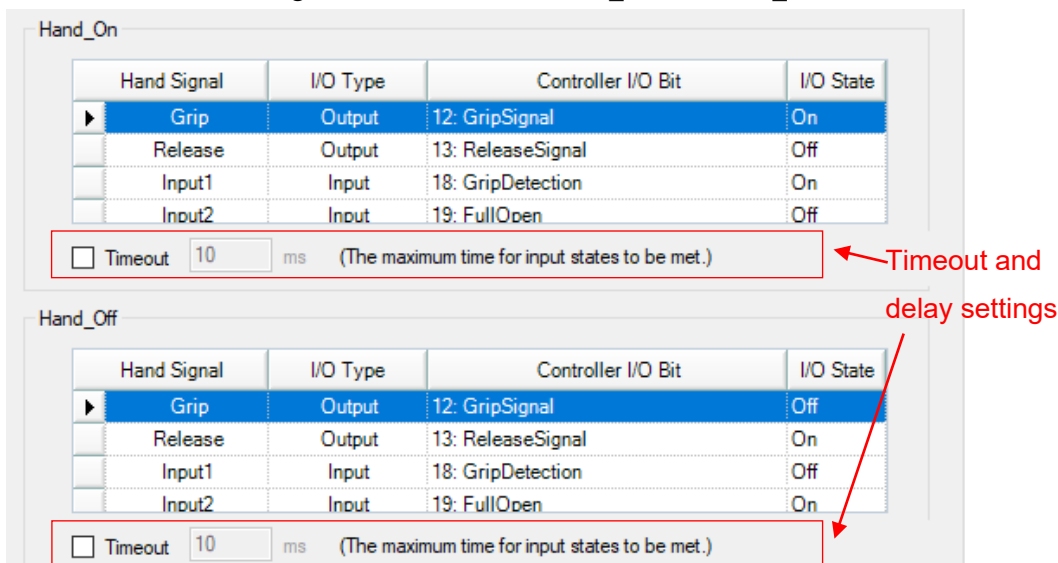 Hand_On
Hand Signal I/O Type Controller I/O Bit I/O State
Grip Output 12: GripSignal On
Release Output 13: ReleaseSignal Off
Input1 Input 18: GripDetection On
Input2 Input 19: FullOpen Off
Timeout 10 ms (The maximum time for input states to be met.)
Timeout and
delay settings
Hand_Off
Hand Signal I/O Type Controller I/O Bit I/O State
Grip Output 12: GripSignal Off
Release Output 13: ReleaseSignal On
Input1 Input 18: GripDetection Off
Input2 Input 19: FullOpen On
Timeout 10 ms (The maximum time for input states to be met.)